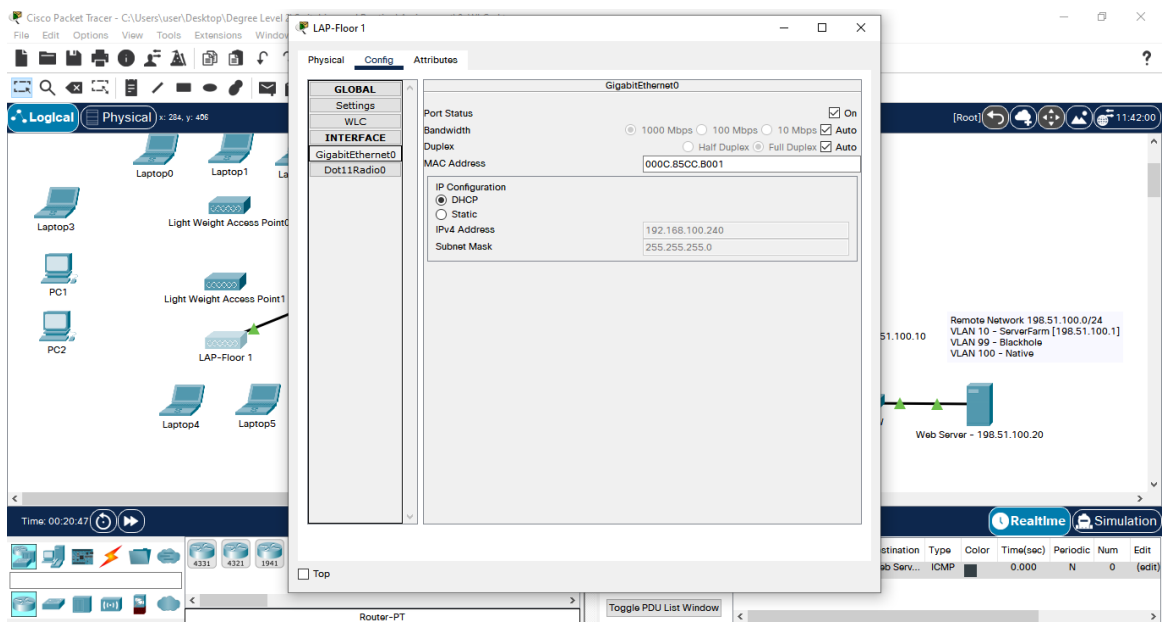 Cisco Packet Tracer - C:\Users\user\Desktop\Degree Level
File Edit Options View Tools Extensions
LAP-Floor 1
Physical Config Attributes
?
GLOBAL
Settings
WLC
INTERFACE
GigabitEthernet0
Dot11Radio0
GigabitEthernet0
Port Status On
Bandwidth 1000 Mbps 100 Mbps 10 Mbps Auto
Duplex Half Duplex Full Duplex Auto
MAC Address 000C.85CC.B001
IP Configuration
DHCP
Static
IPv4 Address 192.168.100.240
Subnet Mask 255.255.255.0
Top
Logical Physical x: 284, y: 406
[Root] 11:42:00
Laptop0 Laptop1
Laptop3
Light Weight Access Point
PC1
Light Weight Access Point1
PC2
LAP-Floor 1
Laptop4 Laptop5
51.100.10
Remote Network 198.51.100.0/24
VLAN 10 - ServerFarm [198.51.100.1]
VLAN 99 - Blackhole
VLAN 100 - Native
Web Server - 198.51.100.20
Time: 00:20:47
Realtime Simulation
4331 4321 1941
stination Type Color Time(sec) Periodic Num Edit
eb Serv... ICMP 0.000 N 0 (edit)
Router-PT
Toggle PDU List Window